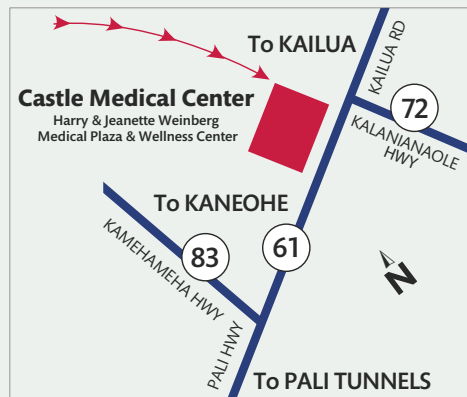 To KAILUA
KAILUA RD
Castle Medical Center
Harry & Jeanette Weinberg
Medical Plaza & Wellness Center
72
KALANIANAOLE
HWY
To KANEOHE
83
61
KAMEHAMEHA HWY
N
PALI HWY
To PALI TUNNELS